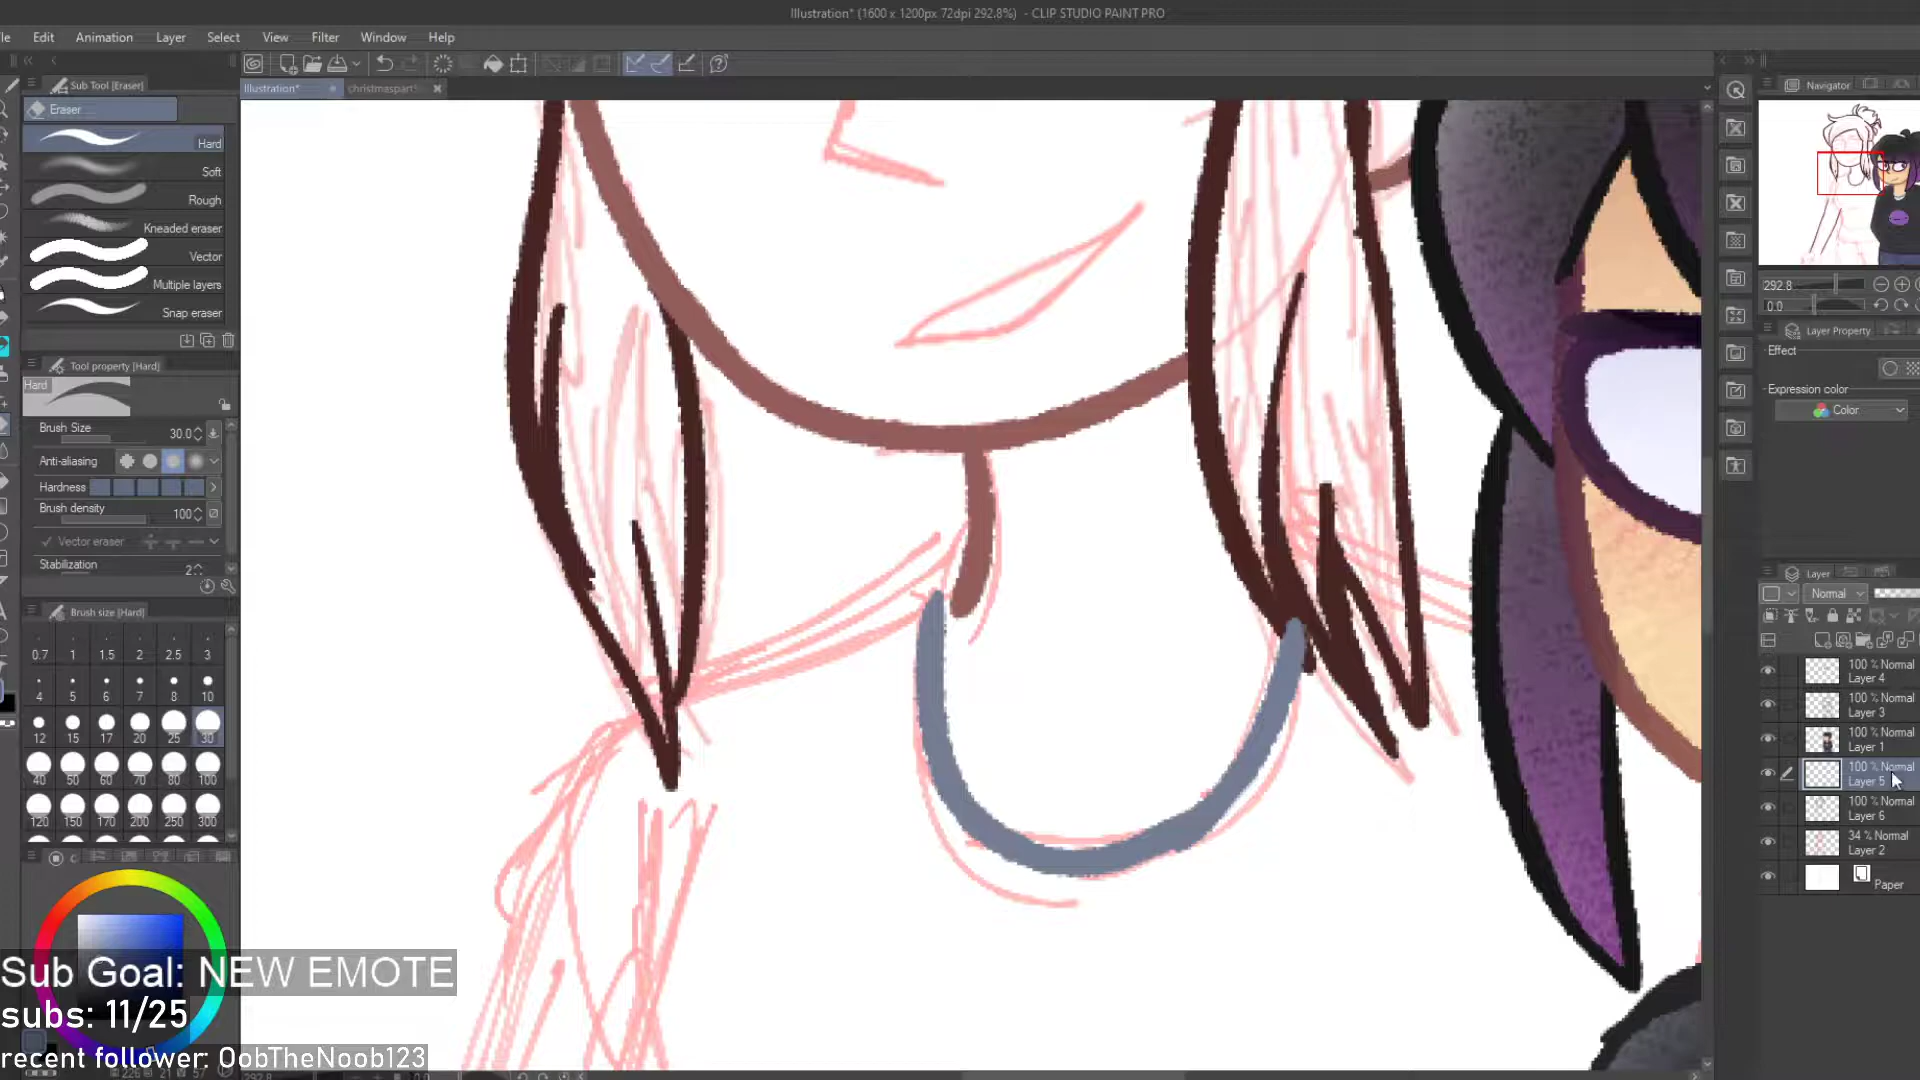 Illustration* (1600 x 1200px 72dpi 292.8%) - CLIP STUDIO PAINT PRO
le Edit Animation Layer Select View Filter Window Help
Sub Tool [Eraser]
Illustration* christmaspart
Navigator
Eraser
Hard
Soft
Rough
Kneaded eraser
Vector
Multiple layers
Snap eraser
292.8
0.0
Layer Property
Effect
Expression color
Color
Tool property [Hard]
Hard
Brush Size 30.0
Anti-aliasing
Hardness
Brush density 100
Vector eraser
Stabilization 2
Brush size [Hard]
0.7 1 1.5 2 2.5 3
4 5 6 7 8 10
12 15 17 20 25 30
40 50 60 70 80 100
120 150 170 200 250 300
Layer
Normal
100 % Normal
Layer 4
100 % Normal
Layer 3
100 % Normal
Layer 1
100 % Normal
Layer 5
100 % Normal
Layer 6
34 % Normal
Layer 2
Paper
Sub Goal: NEW EMOTE
subs: 11/25
recent follower: OobTheNoob123